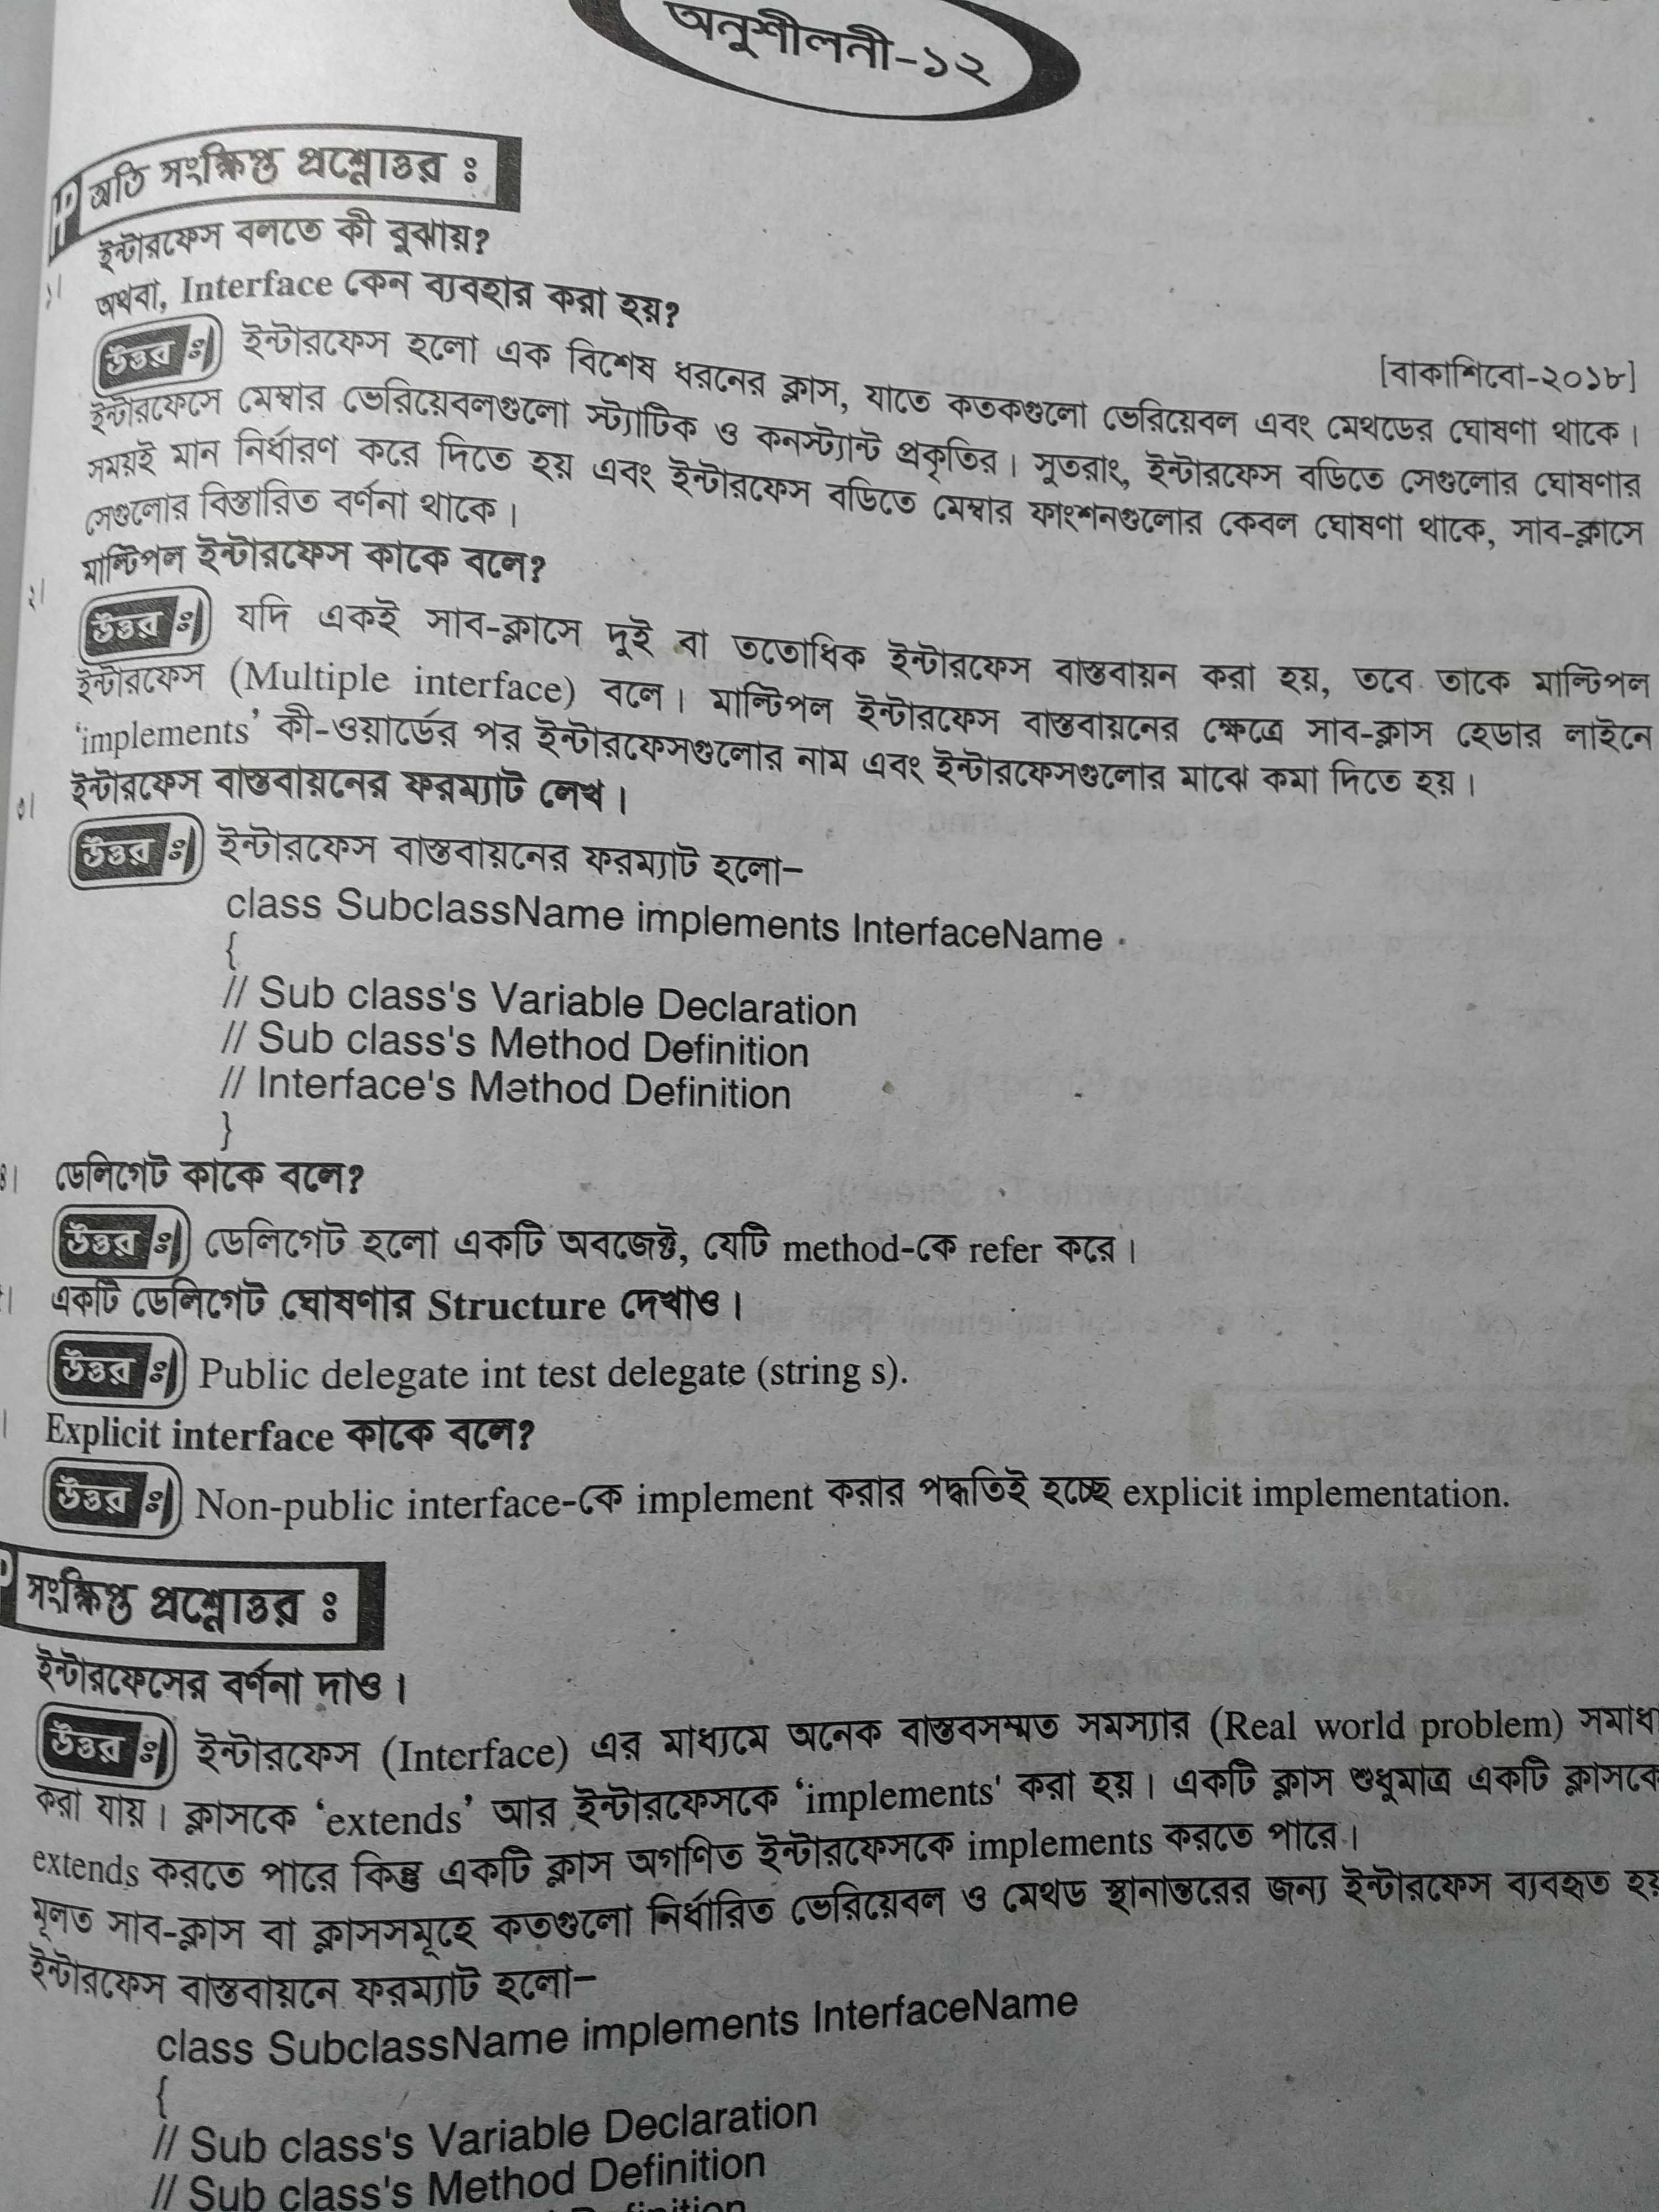 অনুশীলনী-১২
অতি সংক্ষিপ্ত প্রশ্নোত্তর ঃ
১। ইন্টারফেস বলতে কী বুঝায়?
অথবা, Interface কেন ব্যবহার করা হয়?
[বাকাশিবো-২০১৮]
উত্তর ঃ ইন্টারফেস হলো এক বিশেষ ধরনের ক্লাস, যাতে কতকগুলো ভেরিয়েবল এবং মেথডের ঘোষণা থাকে।
ইন্টারফেসে মেম্বার ভেরিয়েবলগুলো স্ট্যাটিক ও কনস্ট্যান্ট প্রকৃতির। সুতরাং, ইন্টারফেস বডিতে সেগুলোর ঘোষণার
সময়ই মান নির্ধারণ করে দিতে হয় এবং ইন্টারফেস বডিতে মেম্বার ফাংশনগুলোর কেবল ঘোষণা থাকে, সাব-ক্লাসে
সেগুলোর বিস্তারিত বর্ণনা থাকে।
২। মাল্টিপল ইন্টারফেস কাকে বলে?
উত্তর ঃ যদি একই সাব-ক্লাসে দুই বা ততোধিক ইন্টারফেস বাস্তবায়ন করা হয়, তবে তাকে মাল্টিপল
ইন্টারফেস (Multiple interface) বলে। মাল্টিপল ইন্টারফেস বাস্তবায়নের ক্ষেত্রে সাব-ক্লাস হেডার লাইনে
‘implements’ কী-ওয়ার্ডের পর ইন্টারফেসগুলোর নাম এবং ইন্টারফেসগুলোর মাঝে কমা দিতে হয়।
৩। ইন্টারফেস বাস্তবায়নের ফরম্যাট লেখ।
উত্তর ঃ ইন্টারফেস বাস্তবায়নের ফরম্যাট হলো–
class SubclassName implements InterfaceName
{
// Sub class's Variable Declaration
// Sub class's Method Definition
// Interface's Method Definition
}
৪। ডেলিগেট কাকে বলে?
উত্তর ঃ ডেলিগেট হলো একটি অবজেক্ট, যেটি method-কে refer করে।
। একটি ডেলিগেট ঘোষণার Structure দেখাও।
উত্তর ঃ Public delegate int test delegate (string s).
। Explicit interface কাকে বলে?
উত্তর ঃ Non-public interface-কে implement করার পদ্ধতিই হচ্ছে explicit implementation.
সংক্ষিপ্ত প্রশ্নোত্তর ঃ
ইন্টারফেসের বর্ণনা দাও।
উত্তর ঃ ইন্টারফেস (Interface) এর মাধ্যমে অনেক বাস্তবসম্মত সমস্যার (Real world problem)
করা যায়। ক্লাসকে ‘extends’ আর ইন্টারফেসকে ‘implements' করা হয়। একটি ক্লাস শুধুমাত্র একটি ক্লাসকে
extends করতে পারে কিন্তু একটি ক্লাস অগণিত ইন্টারফেসকে implements করতে পারে।
মূলত সাব-ক্লাস বা ক্লাসসমূহে কতগুলো নির্ধারিত ভেরিয়েবল ও মেথড স্থানান্তরের জন্য ইন্টারফেস ব্যবহৃত হয়
ইন্টারফেস বাস্তবায়নে ফরম্যাট হলো–
class SubclassName implements InterfaceName
{
// Sub class's Variable Declaration
// Sub class's Method Definition